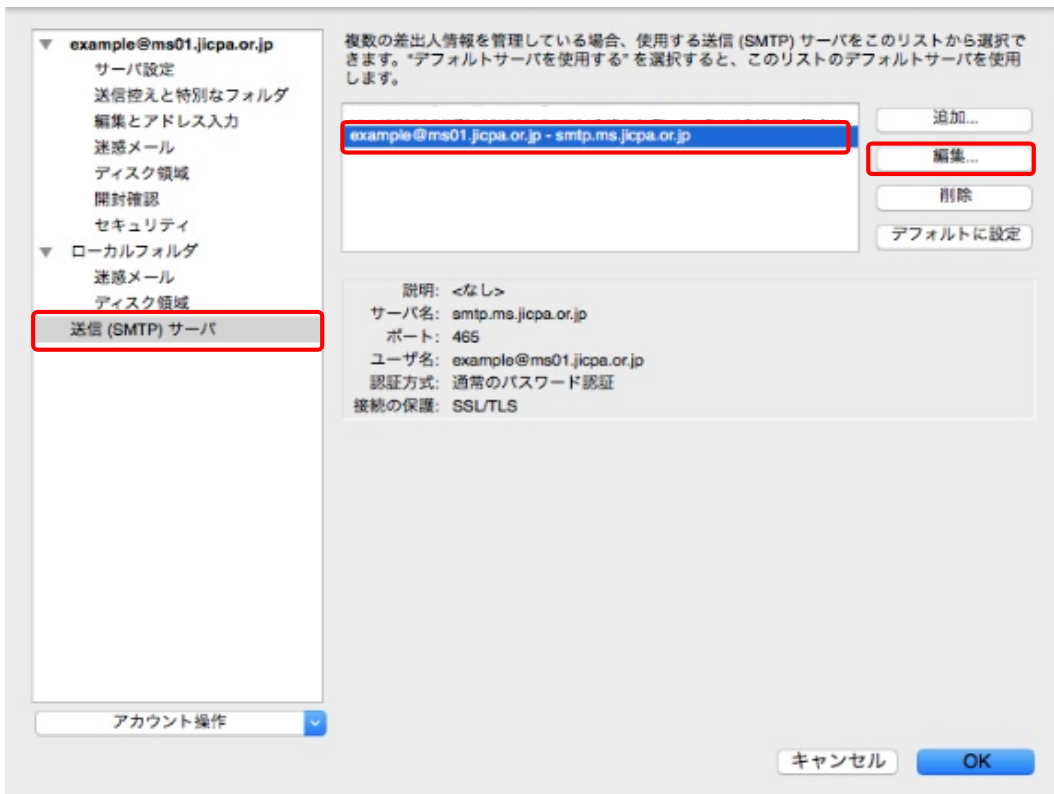 example@ms01.jicpa.or.jp
サーバ設定
送信控えと特別なフォルダ
編集とアドレス入力
迷惑メール
ディスク領域
開封確認
セキュリティ
ローカルフォルダ
迷惑メール
ディスク領域
送信 (SMTP) サーバ
アカウント操作
複数の差出人情報を管理している場合、使用する送信 (SMTP) サーバをこのリストから選択で
きます。"デフォルトサーバを使用する" を選択すると、このリストのデフォルトサーバを使用
します。
example@ms01.jicpa.or.jp - smtp.ms.jicpa.or.jp
追加...
編集...
削除
デフォルトに設定
説明: <なし>
サーバ名: smtp.ms.jicpa.or.jp
ポート: 465
ユーザ名: example@ms01.jicpa.or.jp
認証方式: 通常のパスワード認証
接続の保護: SSL/TLS
キャンセル
OK